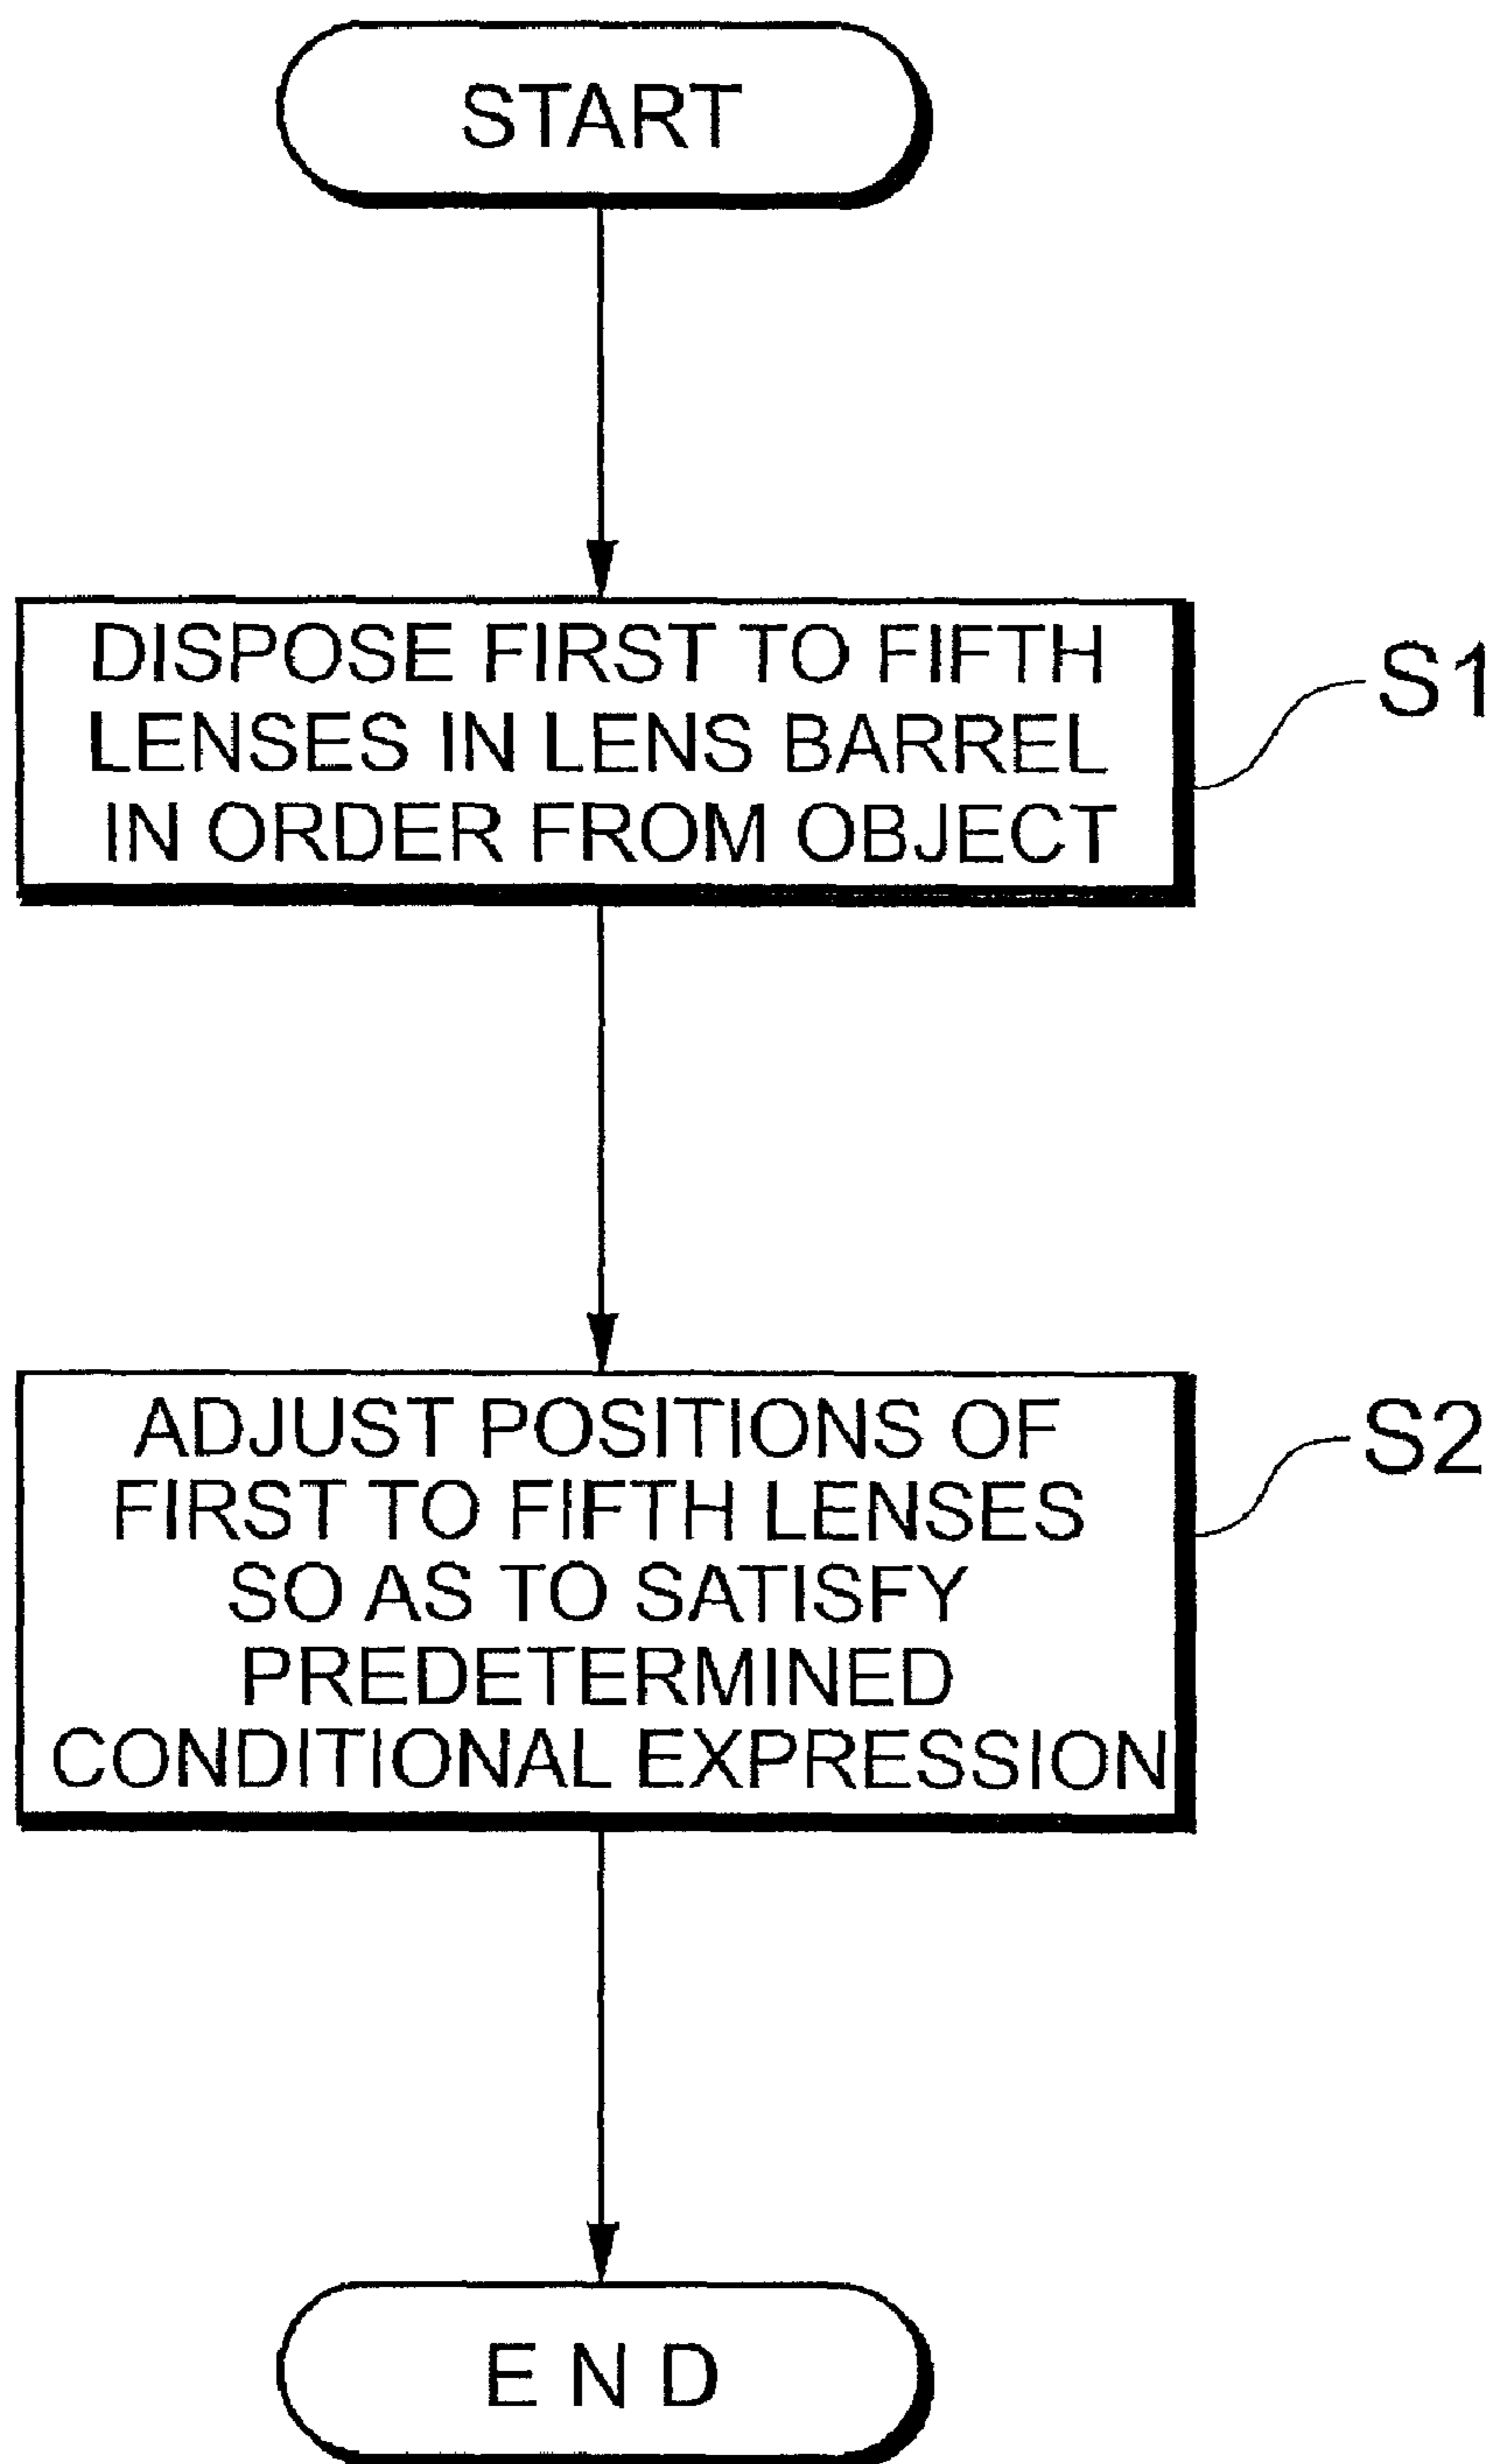 START
DISPOSE FIRST TO FIFTH
LENSES IN LENS BARREL
IN ORDER FROM OBJECT
S1
ADJUST POSITIONS OF
FIRST TO FIFTH LENSES
SO AS TO SATISFY
PREDETERMINED
CONDITIONAL EXPRESSION
S2
END